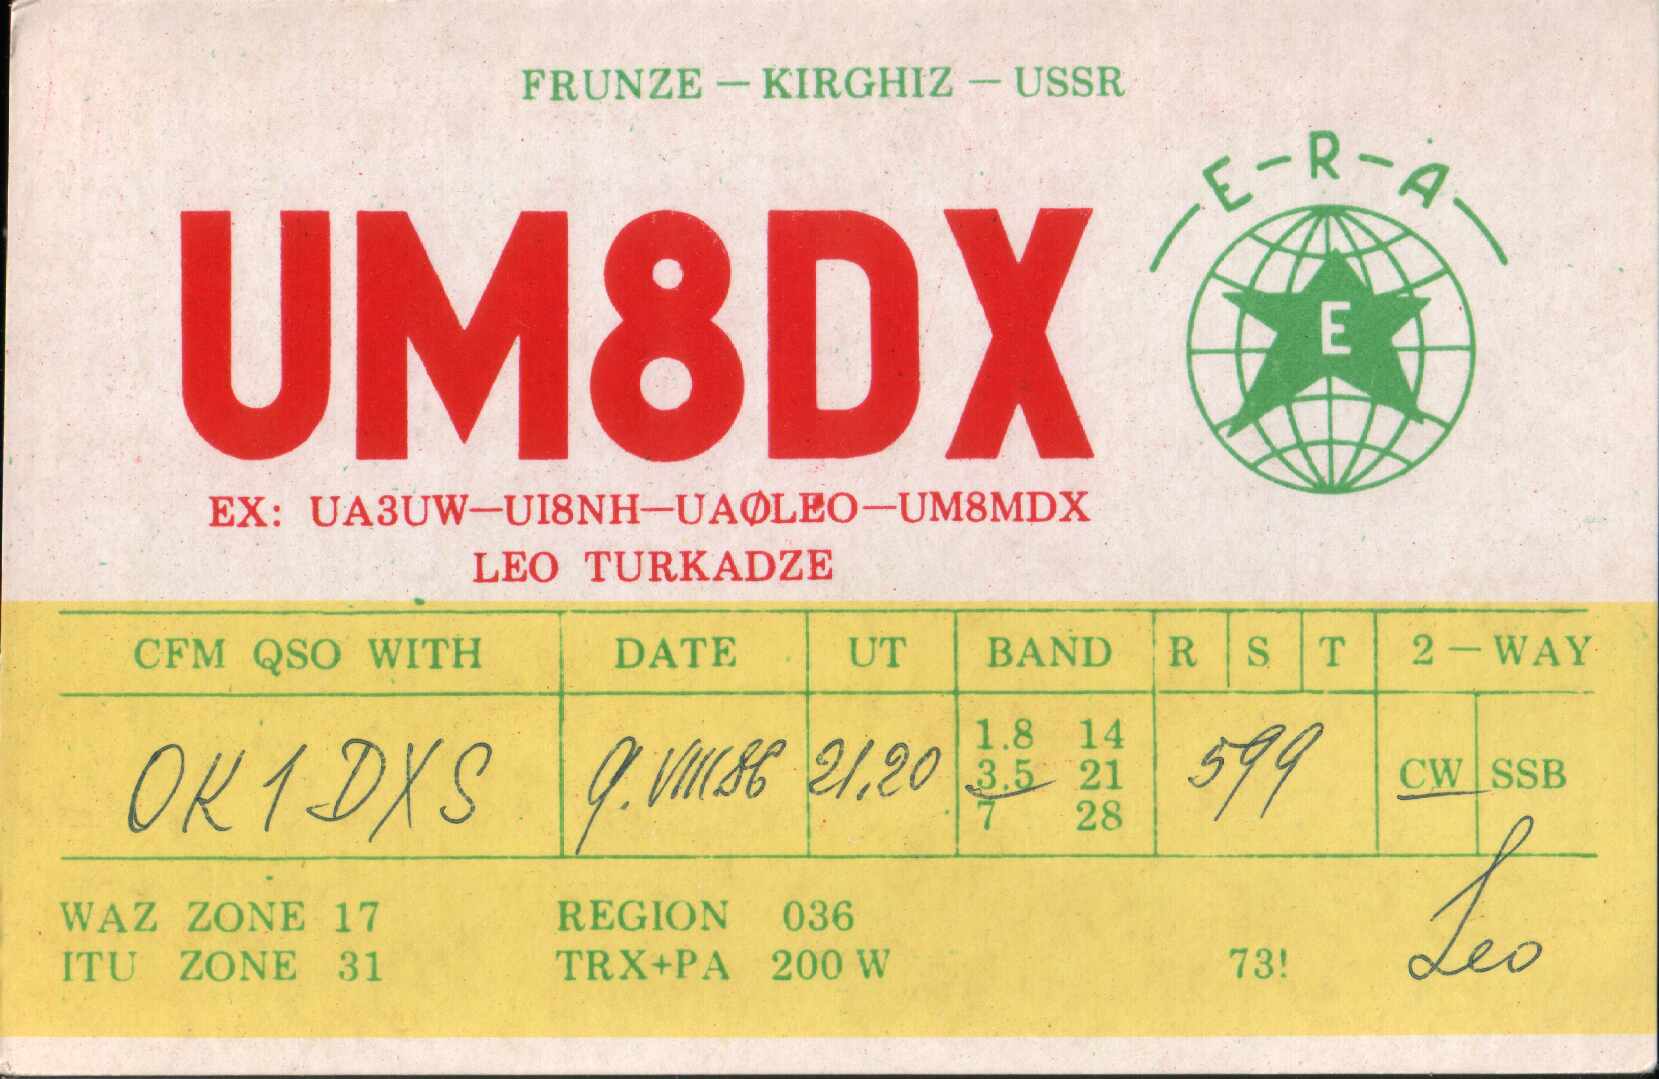 FRUNZE — KIRGHIZ — USSR
E-R-A
UM8DX
E
EX: UA3UW—UI8NH—UAØLEO—UM8MDX
LEO TURKADZE
CFM QSO WITH DATE UT BAND R S T 2 — WAY
OK1DXS 9.VIII86 21.20 599 CW SSB
1.8 14
3.5 21
7 28
WAZ ZONE 17 REGION 036
ITU ZONE 31 TRX+PA 200 W 73! Leo